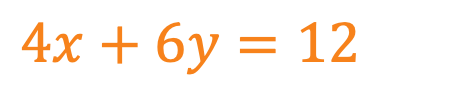 4x + 6y = 12